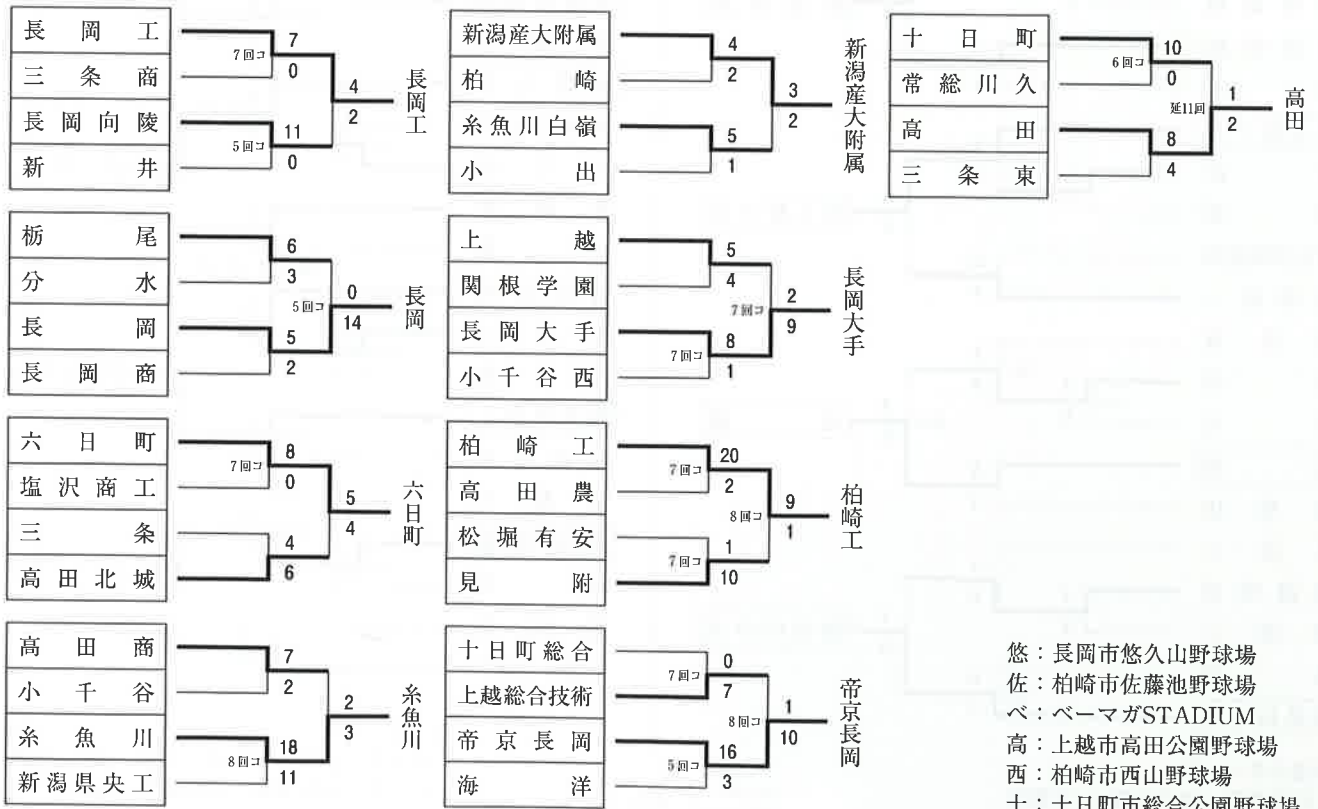 長岡工
三条商
長岡向陵
新井
7回コ
7
0
5回コ
11
0
4
2
長岡工
栃尾
分水
長岡
長岡商
6
3
5
2
5回コ
0
14
長岡
六日町
塩沢商工
三条
高田北城
7回コ
8
0
4
6
5
4
六日町
高田商
小千谷
糸魚川
新潟県央工
7
2
8回コ
18
11
2
3
糸魚川
新潟産大附属
柏崎
糸魚川白嶺
小出
4
2
5
1
3
2
新潟産大附属
上越
関根学園
長岡大手
小千谷西
5
4
7回コ
8
1
7回コ
2
9
長岡大手
柏崎工
高田農
松堀有安
見附
7回コ
20
2
7回コ
1
10
8回コ
9
1
柏崎工
十日町総合
上越総合技術
帝京長岡
海洋
7回コ
0
7
5回コ
16
3
8回コ
1
10
帝京長岡
十日町
常総川久
高田
三条東
6回コ
10
0
8
4
延11回
1
2
高田
悠：長岡市悠久山野球場
佐：柏崎市佐藤池野球場
ベ：ベーマガSTADIUM
高：上越市高田公園野球場
西：柏崎市西山野球場
十：十日町市総合公園野球場